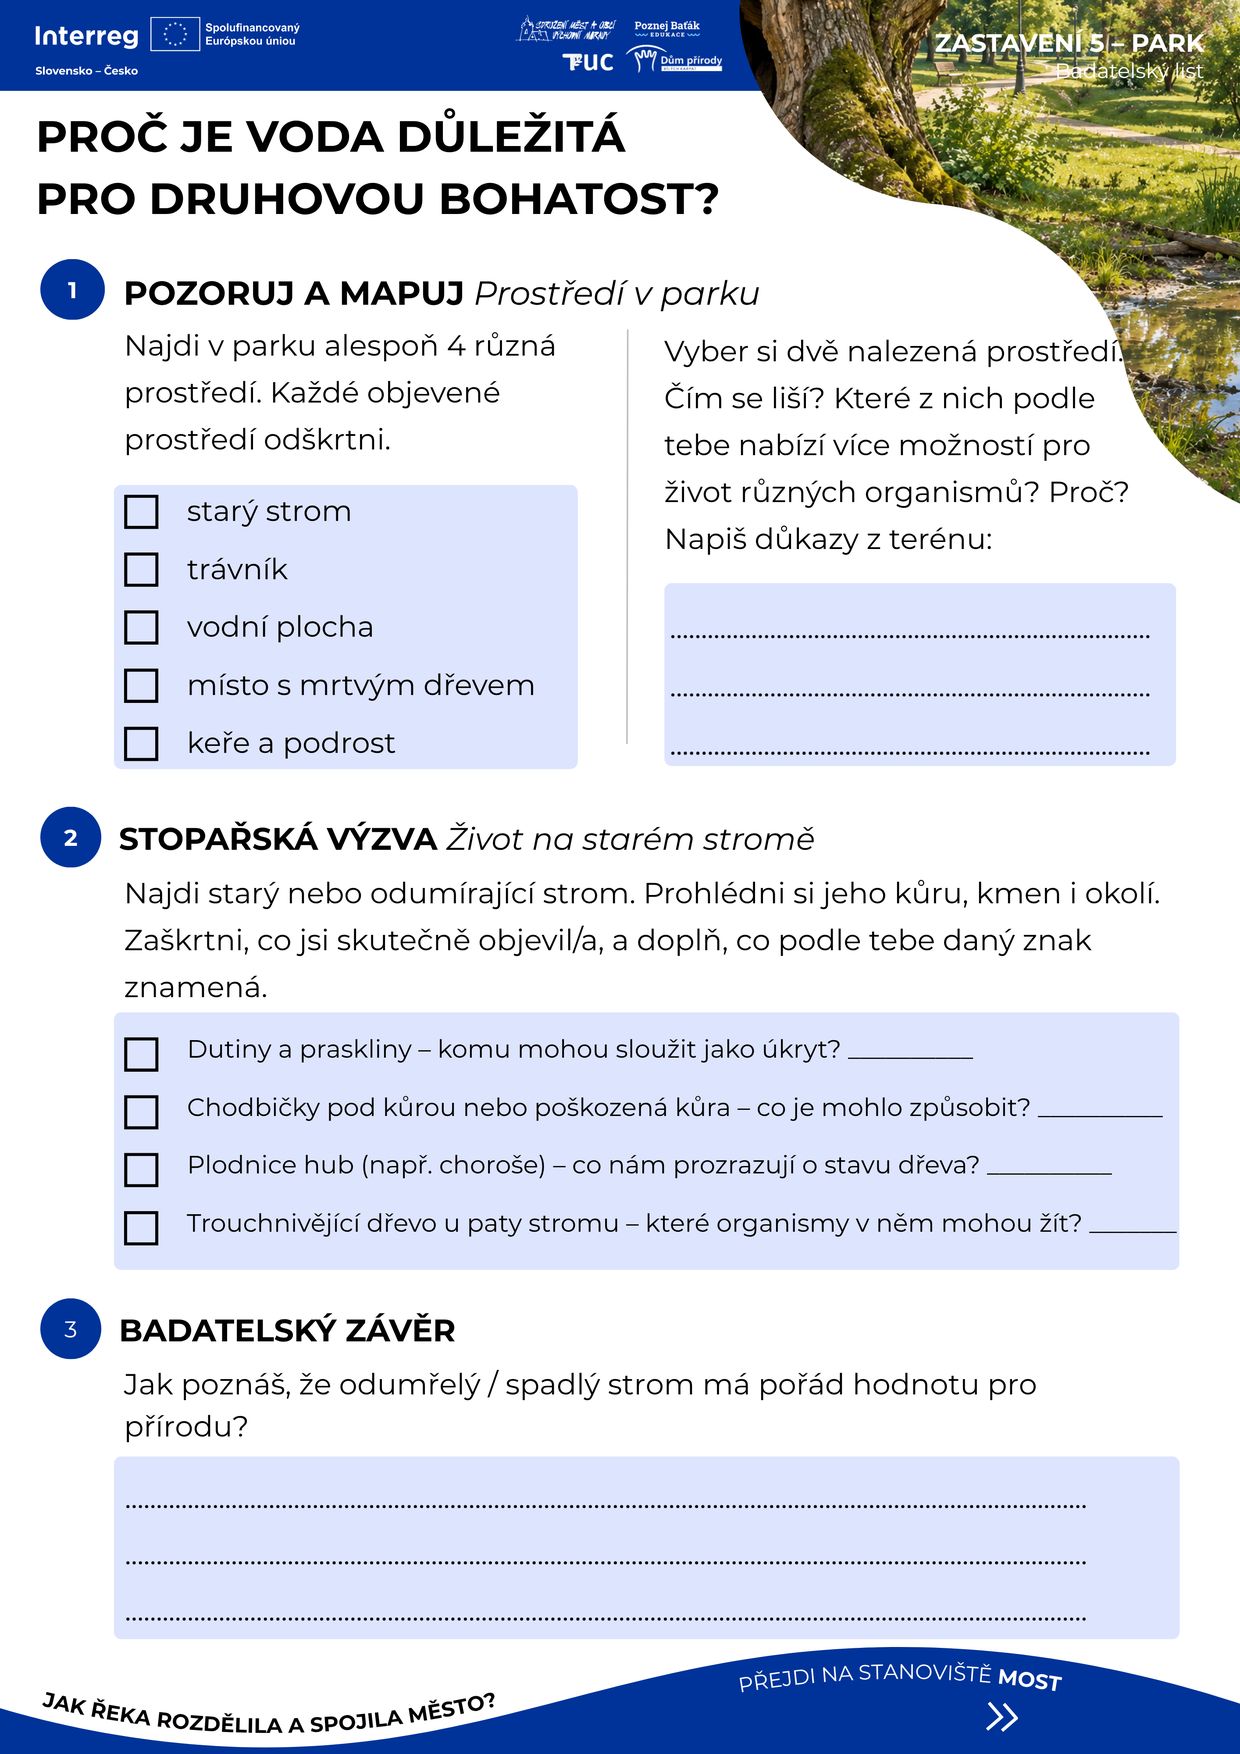 Interreg
Spolufinancovaný
Európskou úniou
Slovensko – Česko
Poznej Baťák
EDUKACE
TUC
Dům přírody
ZASTAVENÍ 5 – PARK
Badatelský list
PROČ JE VODA DŮLEŽITÁ
PRO DRUHOVOU BOHATOST?
1
POZORUJ A MAPUJ Prostředí v parku
Najdi v parku alespoň 4 různá
prostředí. Každé objevené
prostředí odškrtni.
starý strom
trávník
vodní plocha
místo s mrtvým dřevem
keře a podrost
Vyber si dvě nalezená prostředí.
Čím se liší? Které z nich podle
tebe nabízí více možností pro
život různých organismů? Proč?
Napiš důkazy z terénu:
2
STOPAŘSKÁ VÝZVA Život na starém stromě
Najdi starý nebo odumírající strom. Prohlédni si jeho kůru, kmen i okolí.
Zaškrtni, co jsi skutečně objevil/a, a doplň, co podle tebe daný znak
znamená.
Dutiny a praskliny – komu mohou sloužit jako úkryt? __________
Chodbičky pod kůrou nebo poškozená kůra – co je mohlo způsobit? __________
Plodnice hub (např. choroše) – co nám prozrazují o stavu dřeva? __________
Trouchnivějící dřevo u paty stromu – které organismy v něm mohou žít? _______
3
BADATELSKÝ ZÁVĚR
Jak poznáš, že odumřelý / spadlý strom má pořád hodnotu pro
přírodu?
JAK ŘEKA ROZDĚLILA A SPOJILA MĚSTO?
PŘEJDI NA STANOVIŠTĚ MOST